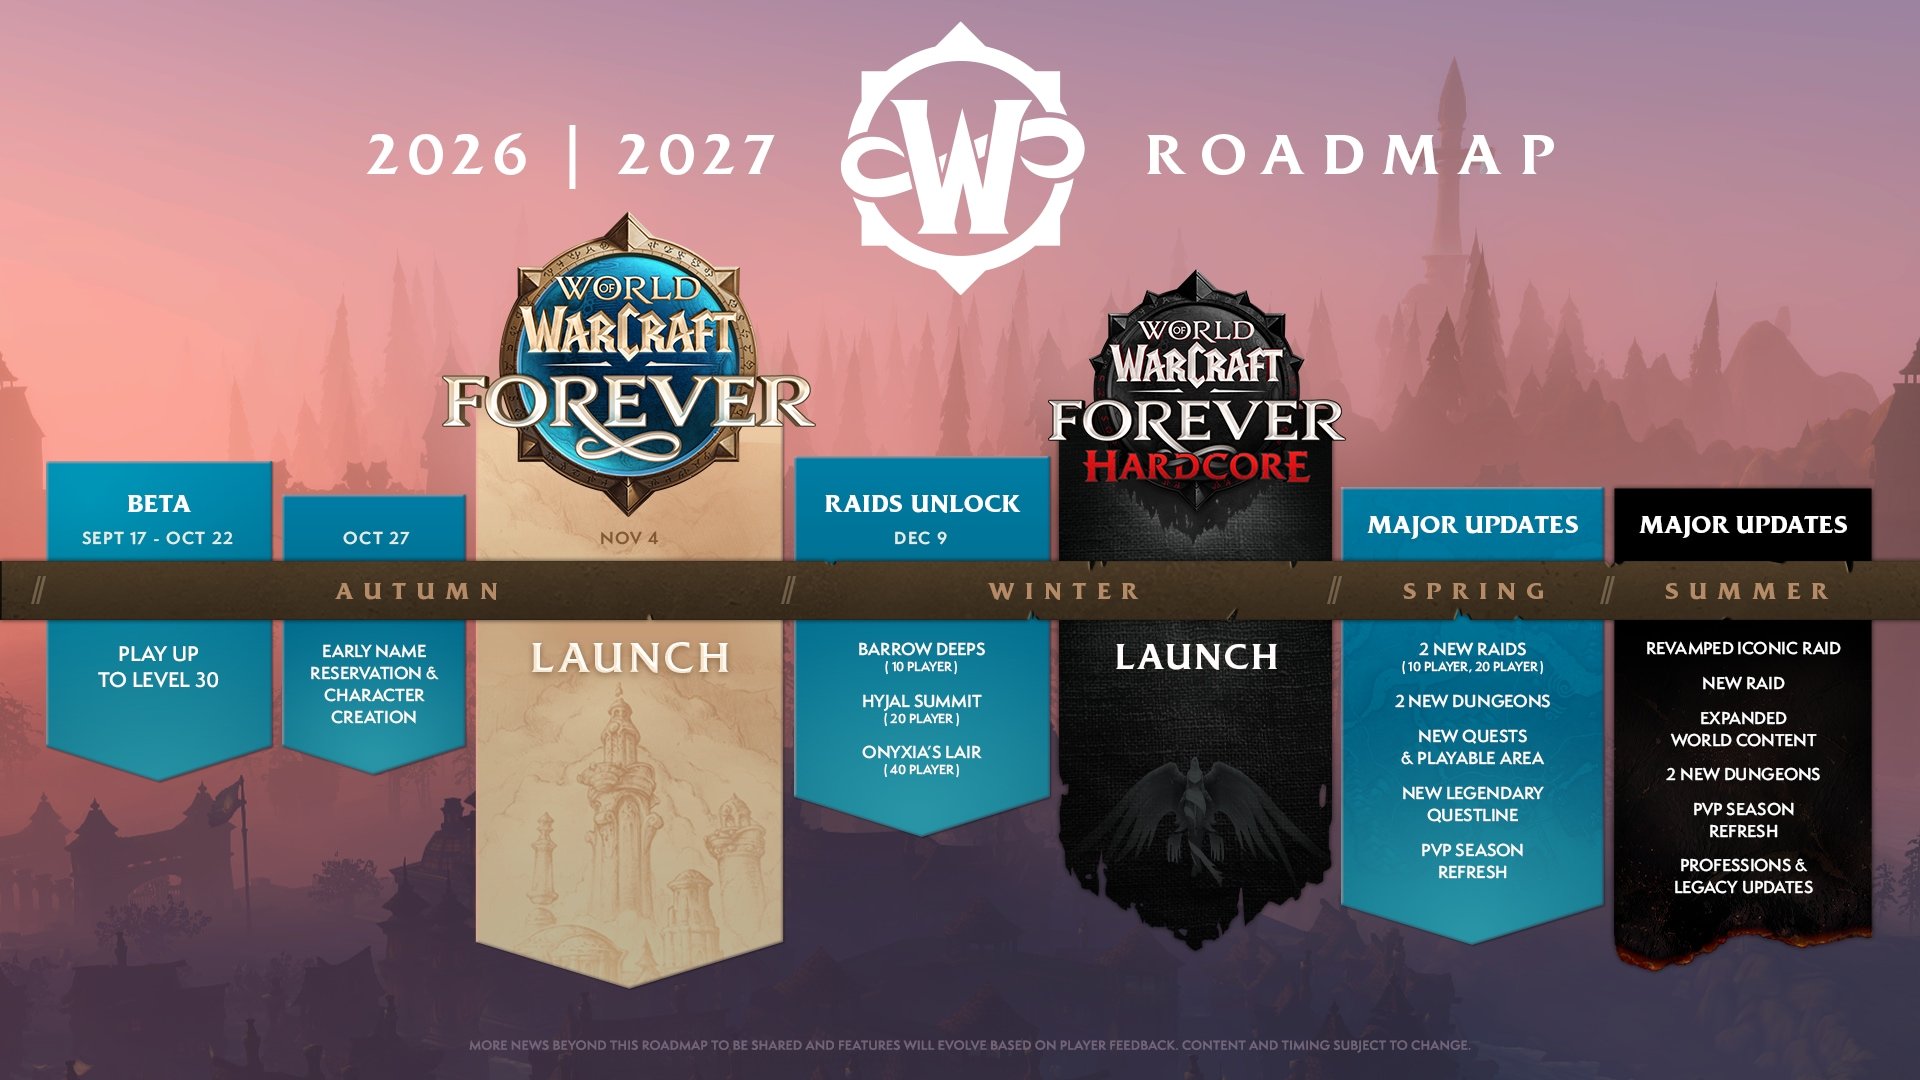 2026 | 2027
W
ROADMAP
WORLD
OF
WARCRAFT
FOREVER
WORLD
OF
WARCRAFT
FOREVER
HARDCORE
BETA
SEPT 17 - OCT 22
OCT 27
NOV 4
RAIDS UNLOCK
DEC 9
MAJOR UPDATES
MAJOR UPDATES
// AUTUMN // WINTER // SPRING // SUMMER
PLAY UP
TO LEVEL 30
EARLY NAME
RESERVATION &
CHARACTER
CREATION
LAUNCH
BARROW DEEPS
(10 PLAYER)
HYJAL SUMMIT
(20 PLAYER)
ONYXIA'S LAIR
(40 PLAYER)
LAUNCH
2 NEW RAIDS
(10 PLAYER, 20 PLAYER)
2 NEW DUNGEONS
NEW QUESTS
& PLAYABLE AREA
NEW LEGENDARY
QUESTLINE
PVP SEASON
REFRESH
REVAMPED ICONIC RAID
NEW RAID
EXPANDED
WORLD CONTENT
2 NEW DUNGEONS
PVP SEASON
REFRESH
PROFESSIONS &
LEGACY UPDATES
MORE NEWS BEYOND THIS ROADMAP TO BE SHARED AND FEATURES WILL EVOLVE BASED ON PLAYER FEEDBACK. CONTENT AND TIMING SUBJECT TO CHANGE.